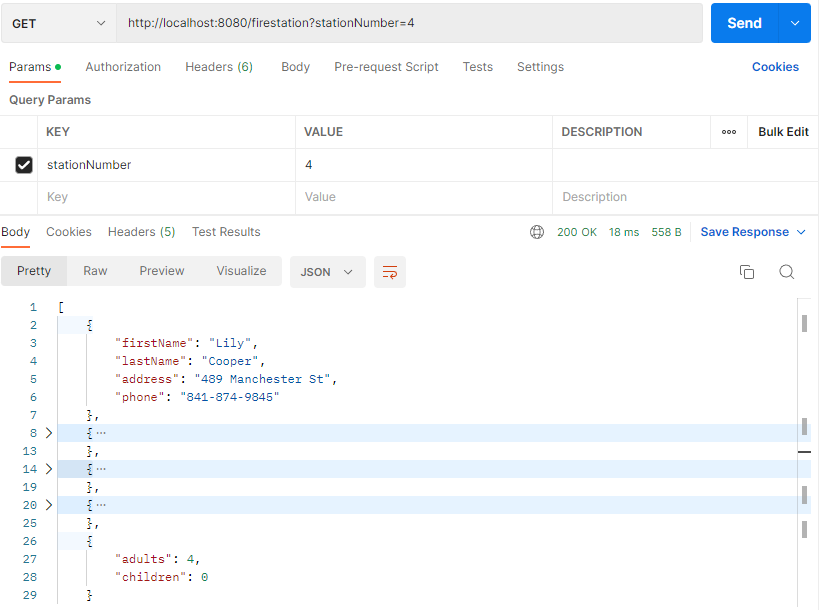 GET http://localhost:8080/firestation?stationNumber=4 Send
Params Authorization Headers (6) Body Pre-request Script Tests Settings Cookies
Query Params
KEY VALUE DESCRIPTION ooo Bulk Edit
stationNumber 4
Key Value Description
Body Cookies Headers (5) Test Results 200 OK 18 ms 558 B Save Response
Pretty Raw Preview Visualize JSON
1 [
2 {
3 "firstName": "Lily",
4 "lastName": "Cooper",
5 "address": "489 Manchester St",
6 "phone": "841-874-9845"
7 },
8 { ...
13 },
14 { ...
19 },
20 { ...
25 },
26 {
27 "adults": 4,
28 "children": 0
29 }